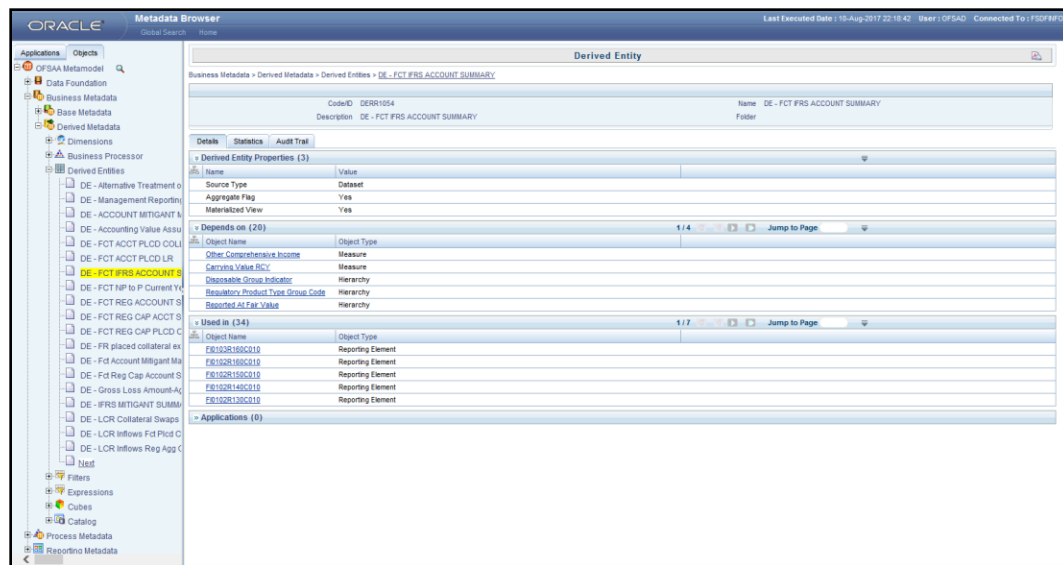 ORACLE
Metadata Browser
Global Search Home
Last Executed Date : 10-Aug-2017 22:18:42 User : OFSAD Connected To : FSDFINFO
Applications Objects
OFSAA Metamodel
Data Foundation
Business Metadata
Base Metadata
Derived Metadata
Dimensions
Business Processor
Derived Entities
DE - Alternative Treatment o
DE - Management Reporting
DE - ACCOUNT MITIGANT M
DE - Accounting Value Assu
DE - FCT ACCT PLCD COLL
DE - FCT ACCT PLCD LR
DE - FCT IFRS ACCOUNT S
DE - FCT NP to P Current Ye
DE - FCT REG ACCOUNT S
DE - FCT REG CAP ACCT S
DE - FCT REG CAP PLCD C
DE - FR placed collateral ex
DE - Fct Account Mitigant Ma
DE - Fct Reg Cap Account S
DE - Gross Loss Amount-Ag
DE - IFRS MITIGANT SUMMA
DE - LCR Collateral Swaps
DE - LCR Inflows Fct Plcd C
DE - LCR Inflows Reg Agg C
Next
Filters
Expressions
Cubes
Catalog
Process Metadata
Reporting Metadata
Derived Entity
Business Metadata > Derived Metadata > Derived Entities > DE - FCT IFRS ACCOUNT SUMMARY
Code/ID DERR1054 Name DE - FCT IFRS ACCOUNT SUMMARY
Description DE - FCT IFRS ACCOUNT SUMMARY Folder
Details Statistics Audit Trail
Derived Entity Properties (3)
Name Value
Source Type Dataset
Aggregate Flag Yes
Materialized View Yes
Depends on (20) 1/4 Jump to Page
Object Name Object Type
Other Comprehensive Income Measure
Carrying Value RCY Measure
Disposable Group Indicator Hierarchy
Regulatory Product Type Group Code Hierarchy
Reported At Fair Value Hierarchy
Used in (34) 1/7 Jump to Page
Object Name Object Type
FI0103R160C010 Reporting Element
FI0102R160C010 Reporting Element
FI0102R150C010 Reporting Element
FI0102R140C010 Reporting Element
FI0102R130C010 Reporting Element
Applications (0)